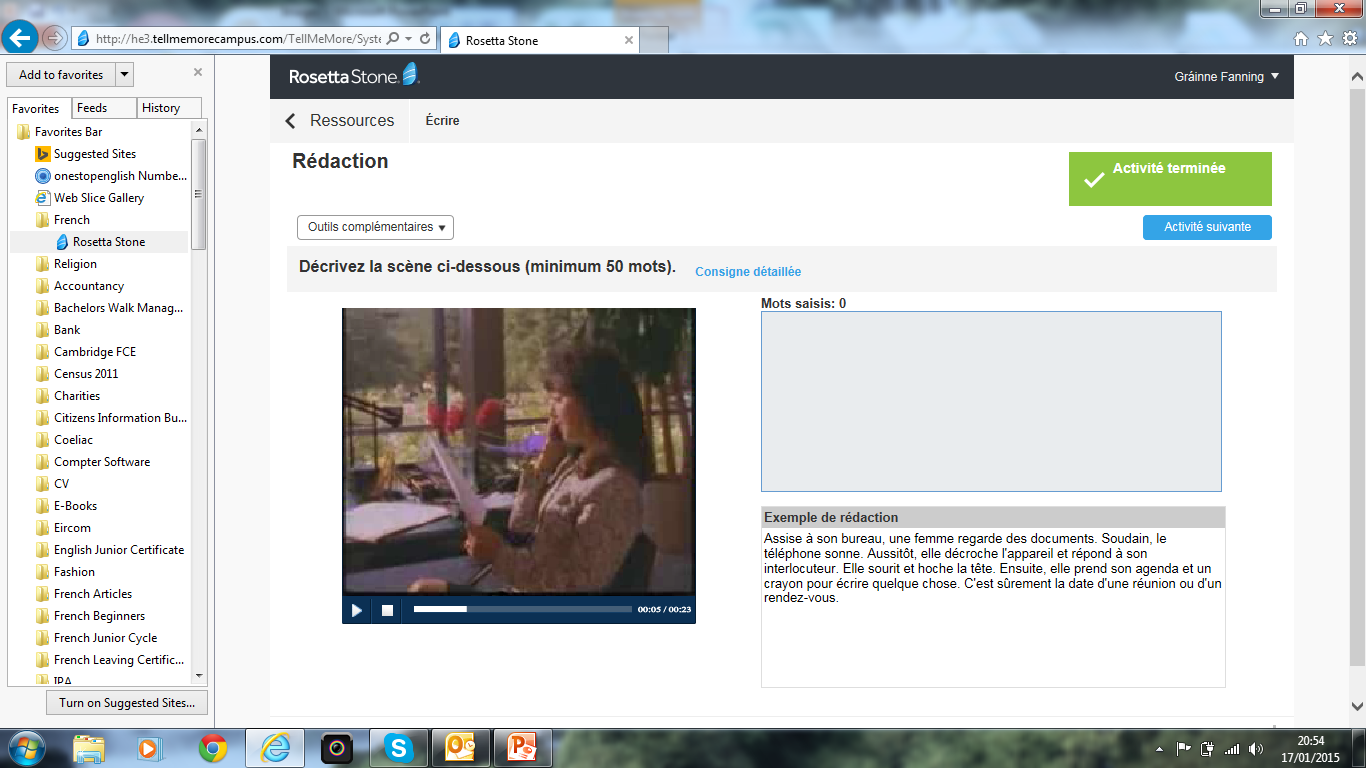 http://he3.tellmemorecampus.com/TellMeMore/Syste
Rosetta Stone
Add to favorites
Favorites Feeds History
Favorites Bar
Suggested Sites
onestopenglish Numbe...
Web Slice Gallery
French
Rosetta Stone
Religion
Accountancy
Bachelors Walk Manag...
Bank
Cambridge FCE
Census 2011
Charities
Citizens Information Bu...
Coeliac
Compter Software
CV
E-Books
Eircom
English Junior Certificate
Fashion
French Articles
French Beginners
French Junior Cycle
French Leaving Certific...
IPA
Turn on Suggested Sites...
RosettaStone
Gráinne Fanning
Ressources Écrire
Rédaction
Activité terminée
Outils complémentaires
Activité suivante
Décrivez la scène ci-dessous (minimum 50 mots). Consigne détaillée
Mots saisis: 0
00:05 / 00:23
Exemple de rédaction
Assise à son bureau, une femme regarde des documents. Soudain, le
téléphone sonne. Aussitôt, elle décroche l'appareil et répond à son
interlocuteur. Elle sourit et hoche la tête. Ensuite, elle prend son agenda et un
crayon pour écrire quelque chose. C'est sûrement la date d'une réunion ou d'un
rendez-vous.
20:54
17/01/2015